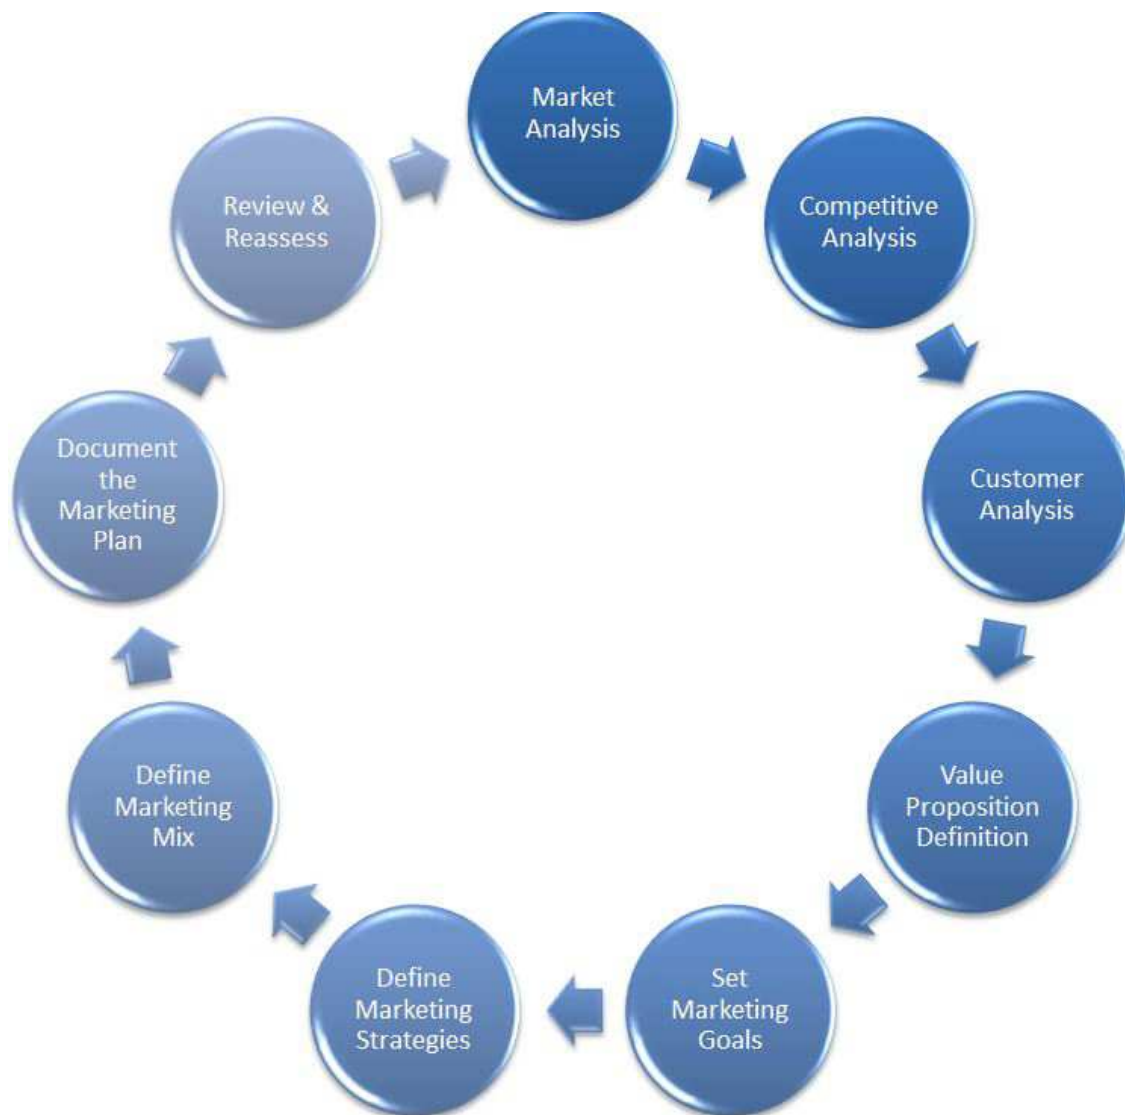 Market
Analysis
Competitive
Analysis
Customer
Analysis
Value
Proposition
Definition
Set
Marketing
Goals
Define
Marketing
Strategies
Define
Marketing
Mix
Document
the
Marketing
Plan
Review &
Reassess